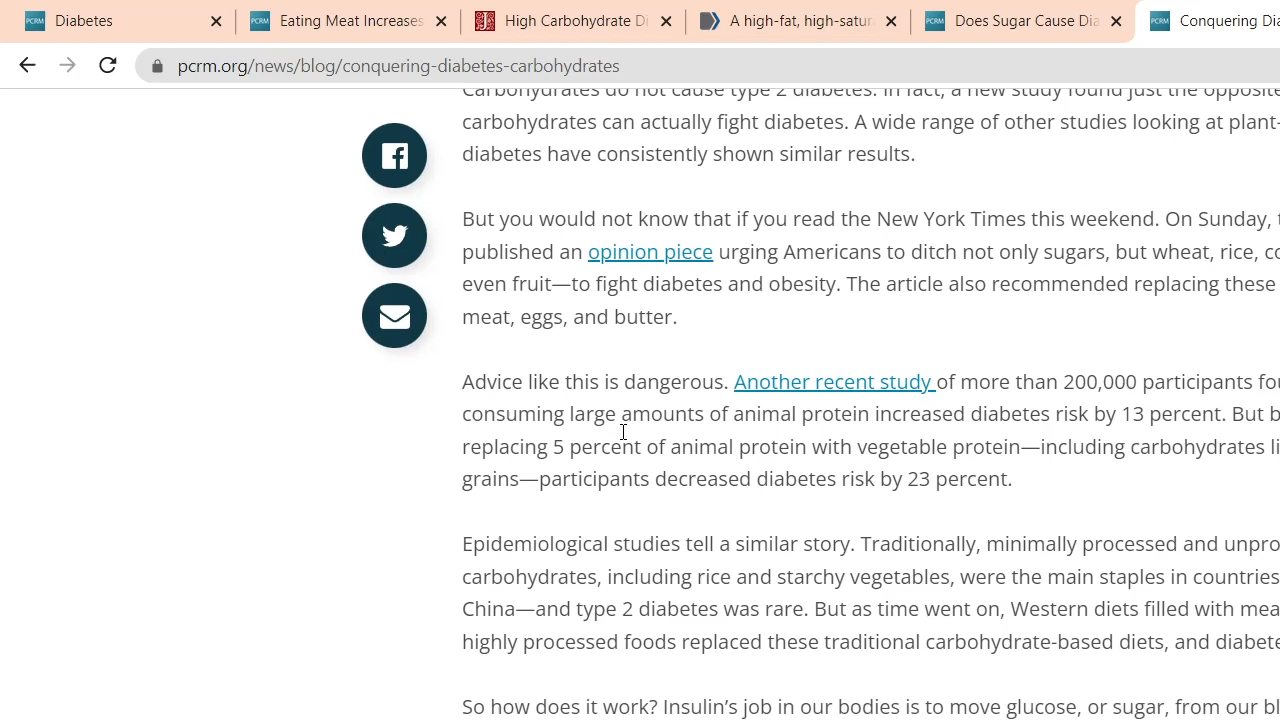 Diabetes
Eating Meat Increases
High Carbohydrate Di
A high-fat, high-satur
Does Sugar Cause Dia
Conquering Dia
pcrm.org/news/blog/conquering-diabetes-carbohydrates
Carbohydrates do not cause type 2 diabetes. In fact, a new study found just the opposite
carbohydrates can actually fight diabetes. A wide range of other studies looking at plant-
diabetes have consistently shown similar results.
But you would not know that if you read the New York Times this weekend. On Sunday, t
published an opinion piece urging Americans to ditch not only sugars, but wheat, rice, co
even fruit—to fight diabetes and obesity. The article also recommended replacing these
meat, eggs, and butter.
Advice like this is dangerous. Another recent study of more than 200,000 participants fou
consuming large amounts of animal protein increased diabetes risk by 13 percent. But b
replacing 5 percent of animal protein with vegetable protein—including carbohydrates li
grains—participants decreased diabetes risk by 23 percent.
Epidemiological studies tell a similar story. Traditionally, minimally processed and unpro
carbohydrates, including rice and starchy vegetables, were the main staples in countries
China—and type 2 diabetes was rare. But as time went on, Western diets filled with mea
highly processed foods replaced these traditional carbohydrate-based diets, and diabete
So how does it work? Insulin's job in our bodies is to move glucose, or sugar, from our bl